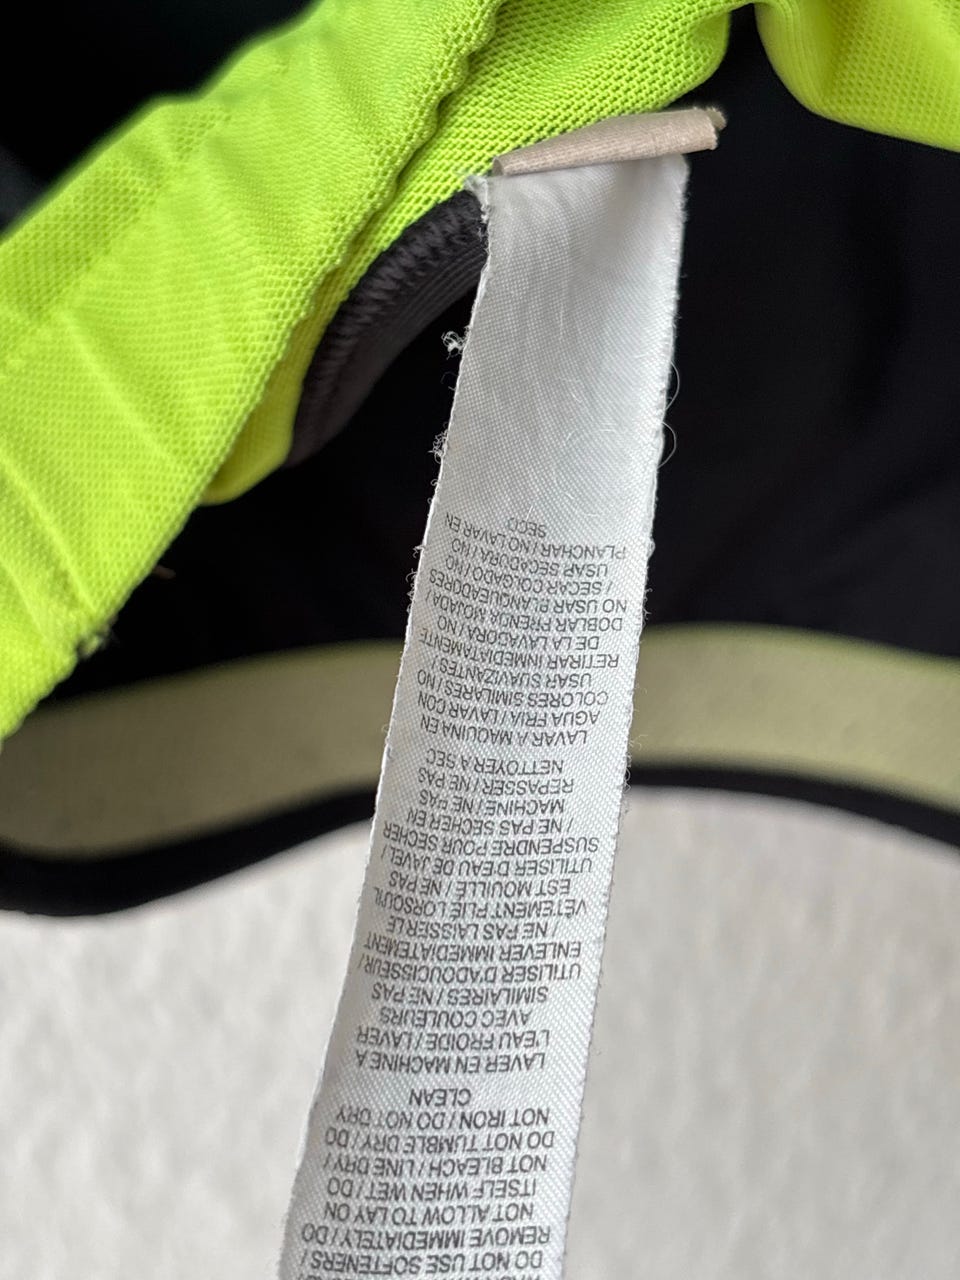 DO NOT USE SOFTENERS /
REMOVE IMMEDIATELY / DO
NOT ALLOW TO LAY ON
ITSELF WHEN WET / DO
NOT BLEACH / LINE DRY /
DO NOT TUMBLE DRY / DO
NOT IRON / DO NOT DRY
CLEAN
LAVER EN MACHINE A
L'EAU FROIDE / LAVER
AVEC COULEURS
SIMILAIRES / NE PAS
UTILISER D'ADOUCISSEUR /
ENLEVER IMMEDIATEMENT
/ NE PAS LAISSER LE
VÊTEMENT PLIE LORSQU'IL
EST MOUILLE / NE PAS
UTILISER D'EAU DE JAVEL /
SUSPENDRE POUR SECHER
/ NE PAS SECHER EN
MACHINE / NE PAS
REPASSER / NE PAS
NETTOYER A SEC
LAVAR A MAQUINA EN
AGUA FRIA / LAVAR CON
COLORES SIMILARES / NO
USAR SUAVIZANTES /
RETIRAR INMEDIATAMENTE
DE LA LAVADORA / NO
DOBLAR PRENDA MOJADA /
NO USAR BLANQUEADORES
/ SECAR COLGADO / NO
USAR SECADORA / NO
PLANCHAR / NO LAVAR EN
SECO